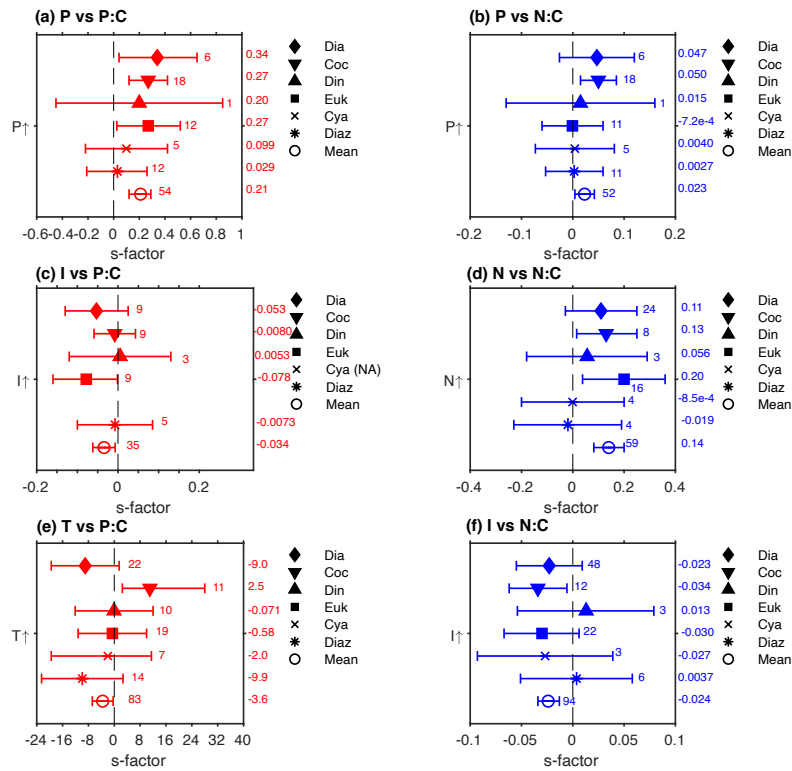 (a) P vs P:C
6
0.34
18
0.27
1
0.20
P↑
12
0.27
5
0.099
12
0.029
54
0.21
-0.6 -0.4 -0.2 0 0.2 0.4 0.6 0.8 1
s-factor
Dia
Coc
Din
Euk
Cya
Diaz
Mean
(b) P vs N:C
6
0.047
18
0.050
1
0.015
P↑
11
-7.2e-4
5
0.0040
11
0.0027
52
0.023
-0.2 -0.1 0 0.1 0.2
s-factor
Dia
Coc
Din
Euk
Cya
Diaz
Mean
(c) I vs P:C
9
-0.053
9
-0.0080
3
0.0053
I↑
9
-0.078
5
-0.0073
35
-0.034
-0.2 0 0.2
s-factor
Dia
Coc
Din
Euk
Cya (NA)
Diaz
Mean
(d) N vs N:C
24
0.11
8
0.13
3
0.056
N↑
16
0.20
4
-8.5e-4
4
-0.019
59
0.14
-0.4 -0.2 0 0.2 0.4
s-factor
Dia
Coc
Din
Euk
Cya
Diaz
Mean
(e) T vs P:C
22
-9.0
11
2.5
10
-0.071
T↑
19
-0.58
7
-2.0
14
-9.9
83
-3.6
-24 -16 -8 0 8 16 24 32 40
s-factor
Dia
Coc
Din
Euk
Cya
Diaz
Mean
(f) I vs N:C
48
-0.023
12
-0.034
3
0.013
I↑
22
-0.030
3
-0.027
6
0.0037
94
-0.024
-0.1 -0.05 0 0.05 0.1
s-factor
Dia
Coc
Din
Euk
Cya
Diaz
Mean